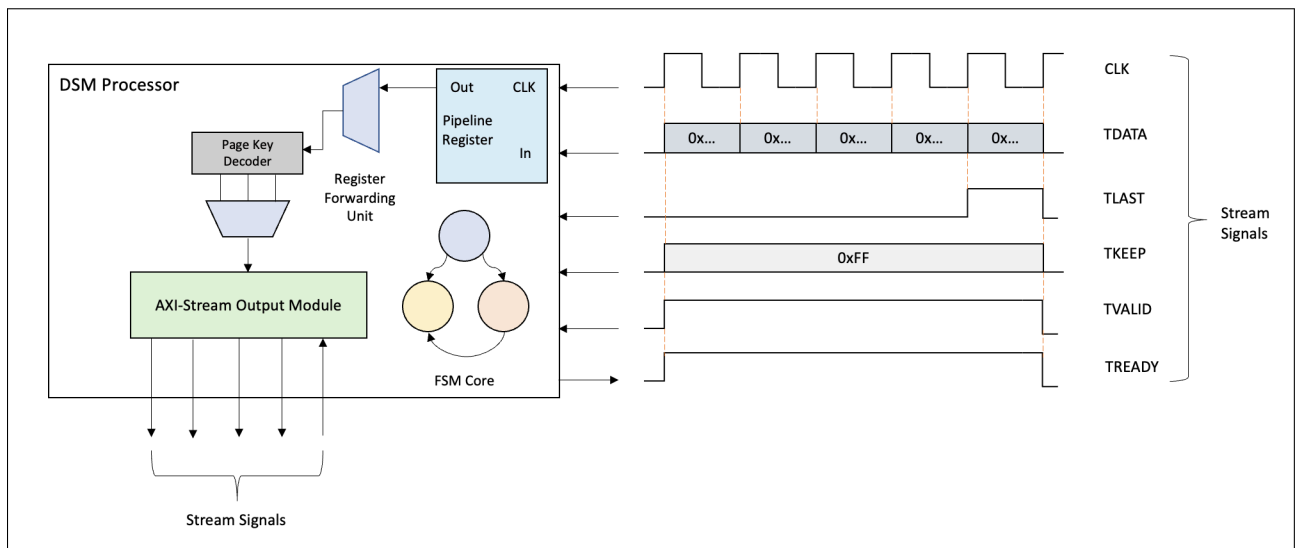 DSM Processor
Out
CLK
Pipeline
Register
In
Page Key
Decoder
Register
Forwarding
Unit
AXI-Stream Output Module
FSM Core
Stream Signals
CLK
0x...
0x...
0x...
0x...
0x...
TDATA
TLAST
0xFF
TKEEP
TVALID
TREADY
Stream
Signals